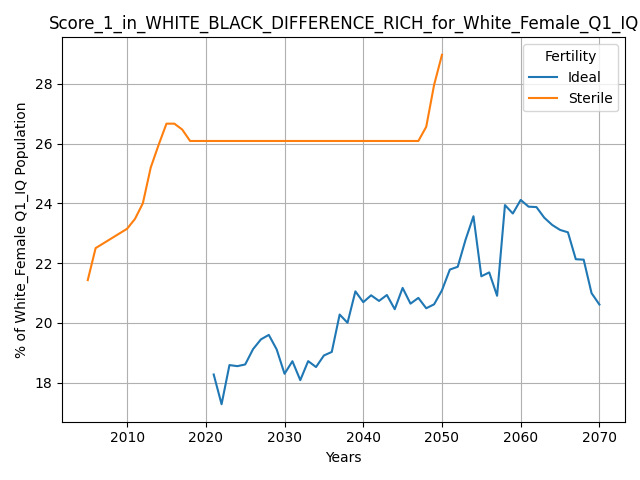 Score_1_in_WHITE_BLACK_DIFFERENCE_RICH_for_White_Female_Q1_IQ
% of White_Female Q1_IQ Population
28
26
24
22
20
18
Fertility
Ideal
Sterile
2010 2020 2030 2040 2050 2060 2070
Years